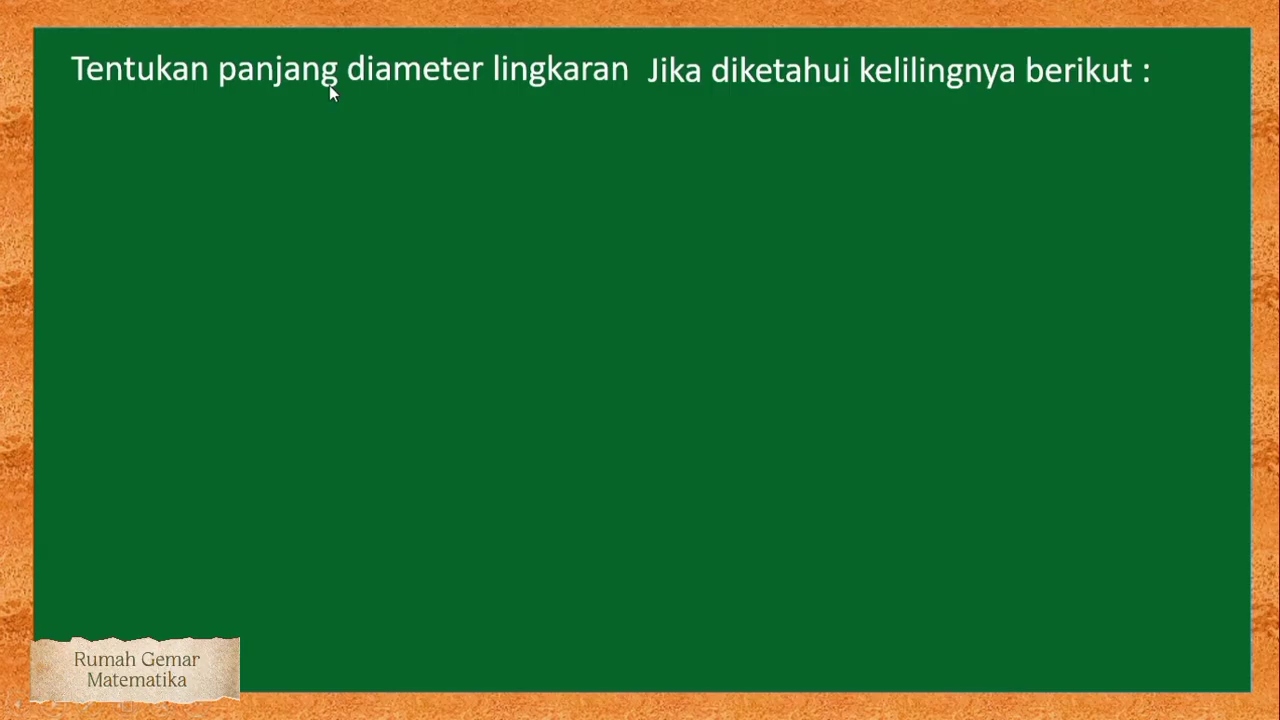 Tentukan panjang diameter lingkaran Jika diketahui kelilingnya berikut :
Rumah Gemar
Matematika